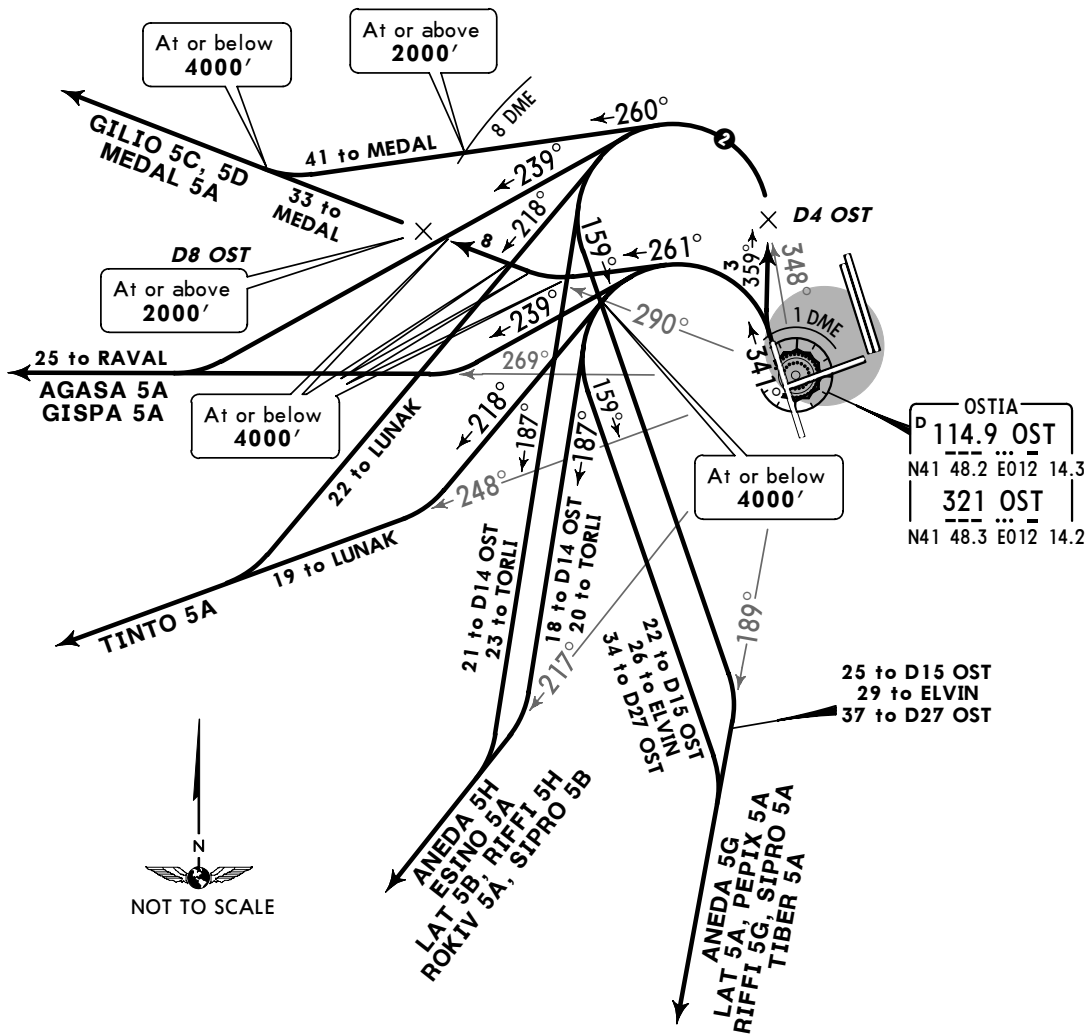 At or below
4000′
At or above
2000′
8 DME
260°
2
GILIO 5C, 5D
MEDAL 5A
41 to MEDAL
33 to
MEDAL
239°
218°
D8 OST
8
159°
261°
D4 OST
3
359°
348°
At or above
2000′
239°
290°
1 DME
341°
25 to RAVAL
AGASA 5A
GISPA 5A
269°
At or below
4000′
22 to LUNAK
218°
187°
187°
159°
248°
At or below
4000′
OSTIA
D
114.9 OST
N41 48.2 E012 14.3
321 OST
N41 48.3 E012 14.2
19 to LUNAK
TINTO 5A
21 to D14 OST
23 to TORLI
18 to D14 OST
20 to TORLI
217°
22 to D15 OST
26 to ELVIN
34 to D27 OST
189°
25 to D15 OST
29 to ELVIN
37 to D27 OST
ANEDA 5H
ESINO 5A
LAT 5B, RIFFI 5H
ROKIV 5A, SIPRO 5B
ANEDA 5G
LAT 5A, PEPIX 5A
RIFFI 5G, SIPRO 5A
TIBER 5A
N
NOT TO SCALE